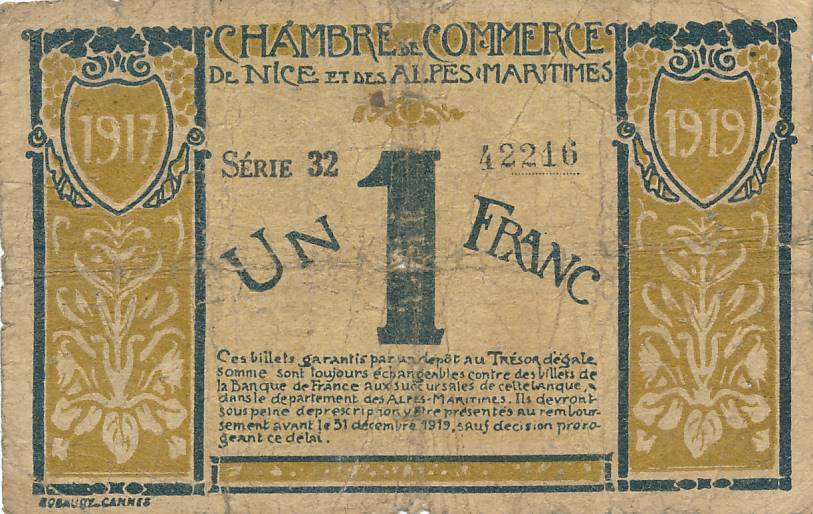 CHAMBRE DE COMMERCE
DE NICE ET DES ALPES-MARITIMES
1917
1919
SÉRIE 32
42216
1
UN FRANC
Ces billets garantis par un depôt au Trésor d'égale
somme sont toujours échangeables contre des billets de
la Banque de France aux succursales de cette banque,
dans le département des ALPES-MARITIMES. Ils devront
sous peine de prescription y être présentés au rembour-
sement avant le 31 décembre 1919, sauf decision proro-
geant ce délai.
ROBAUDY_CANNES